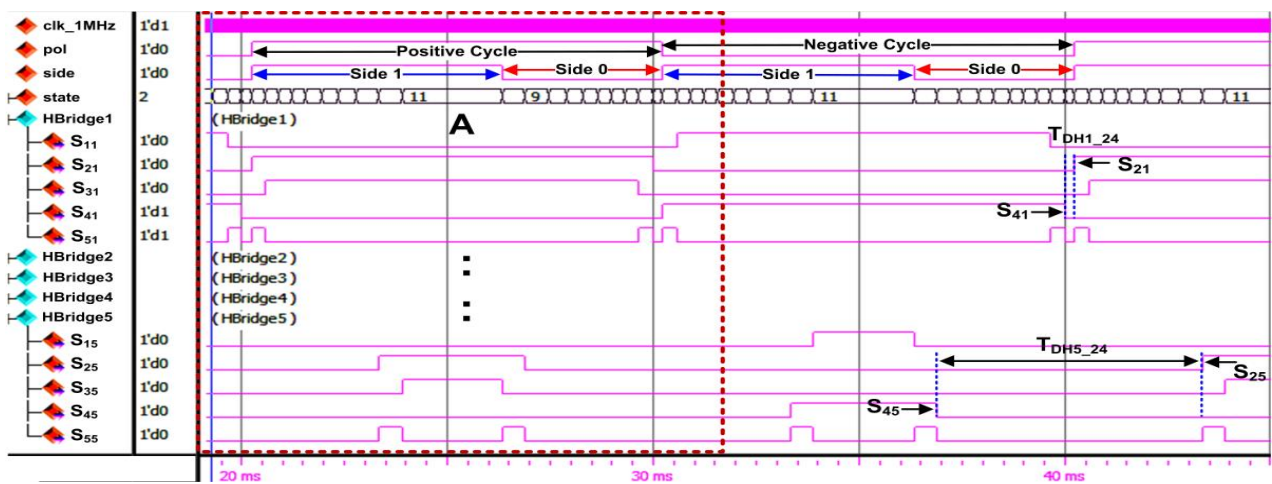 clk_1MHz 1'd1
pol 1'd0 Positive Cycle Negative Cycle
side 1'd0 Side 1 Side 0 Side 1 Side 0
state 2 11 9 11 11
HBridge1 (HBridge1) A
S11 1'd0 TDH1_24
S21 1'd0 S21
S31 1'd0
S41 1'd1 S41
S51 1'd1
HBridge2 (HBridge2)
HBridge3 (HBridge3)
HBridge4 (HBridge4)
HBridge5 (HBridge5)
S15 1'd0
S25 1'd0 TDH5_24
S35 1'd0 S25
S45 1'd0 S45
S55 1'd0
20 ms 30 ms 40 ms